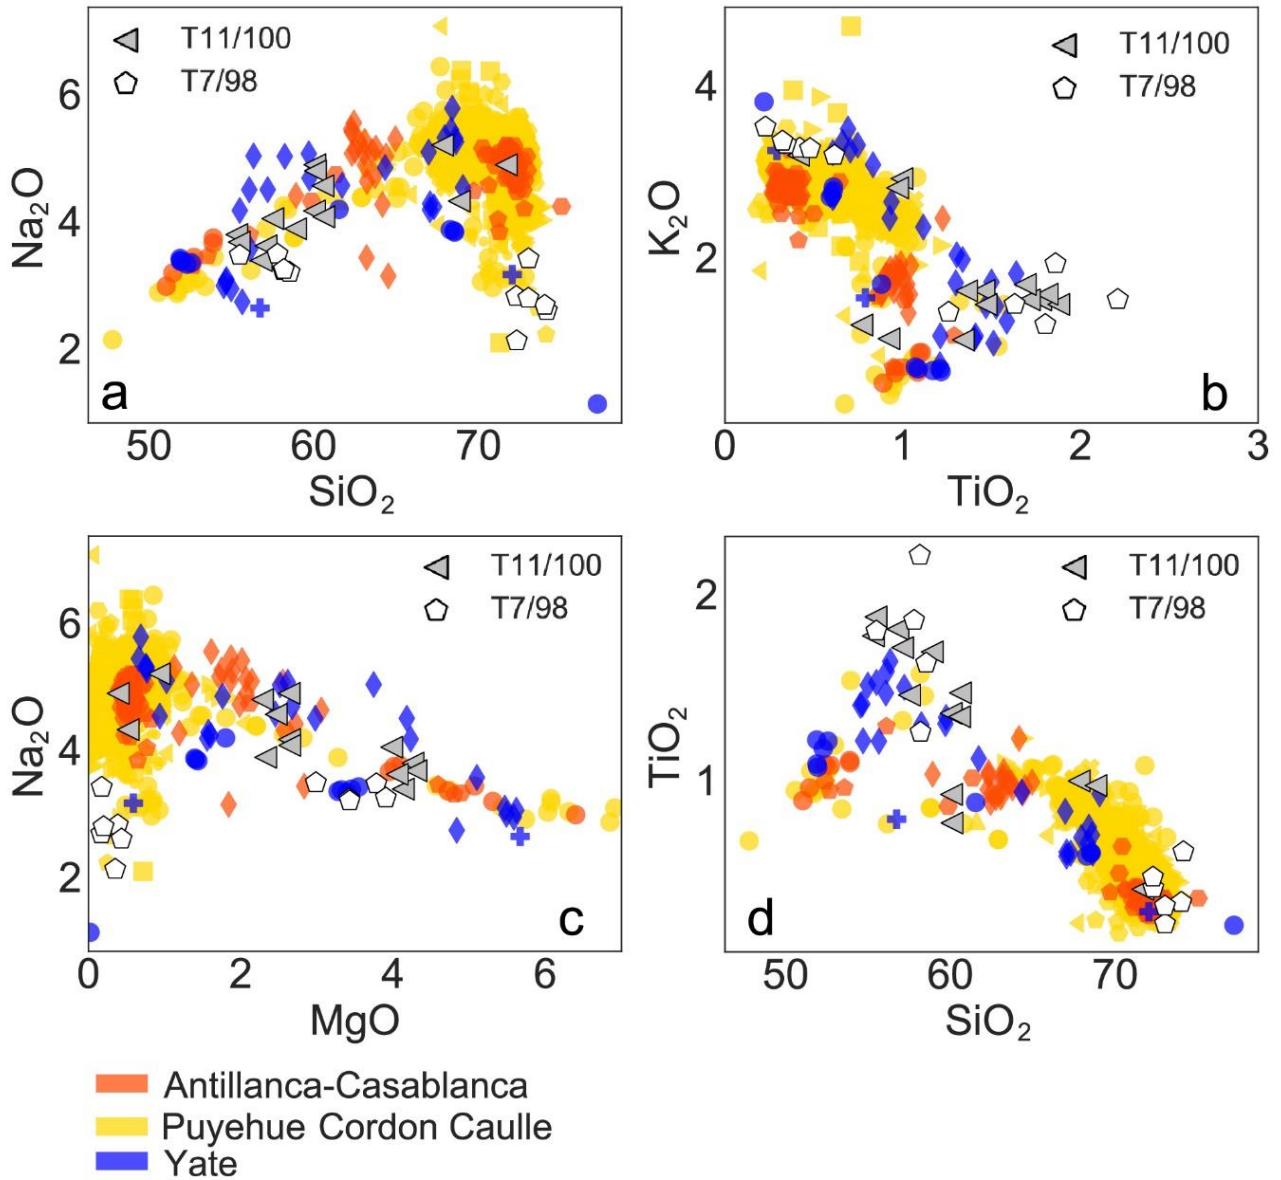 T11/100
T7/98
6
4
2
Na2O
a
50 60 70
SiO2
T11/100
T7/98
4
2
K2O
b
0 1 2 3
TiO2
T11/100
T7/98
6
4
2
Na2O
c
0 2 4 6
MgO
T11/100
T7/98
2
1
TiO2
d
50 60 70
SiO2
Antillanca-Casablanca
Puyehue Cordon Caulle
Yate